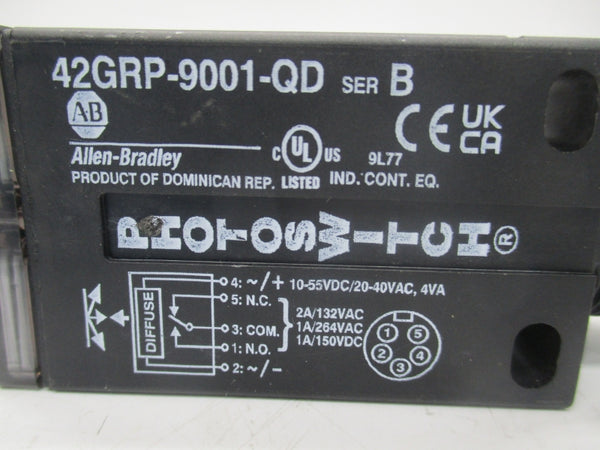 42GRP-9001-QD SER B
AB
Allen-Bradley
C UL US
9L77
CE UK CA
PRODUCT OF DOMINICAN REP. LISTED IND. CONT. EQ.
PHOTOSWITCH®
DIFFUSE
4: ~/+ 10-55VDC/20-40VAC, 4VA
5: N.C.
3: COM.
1: N.O.
2: ~/-
2A/132VAC
1A/264VAC
1A/150VDC
1 5
2 4
3